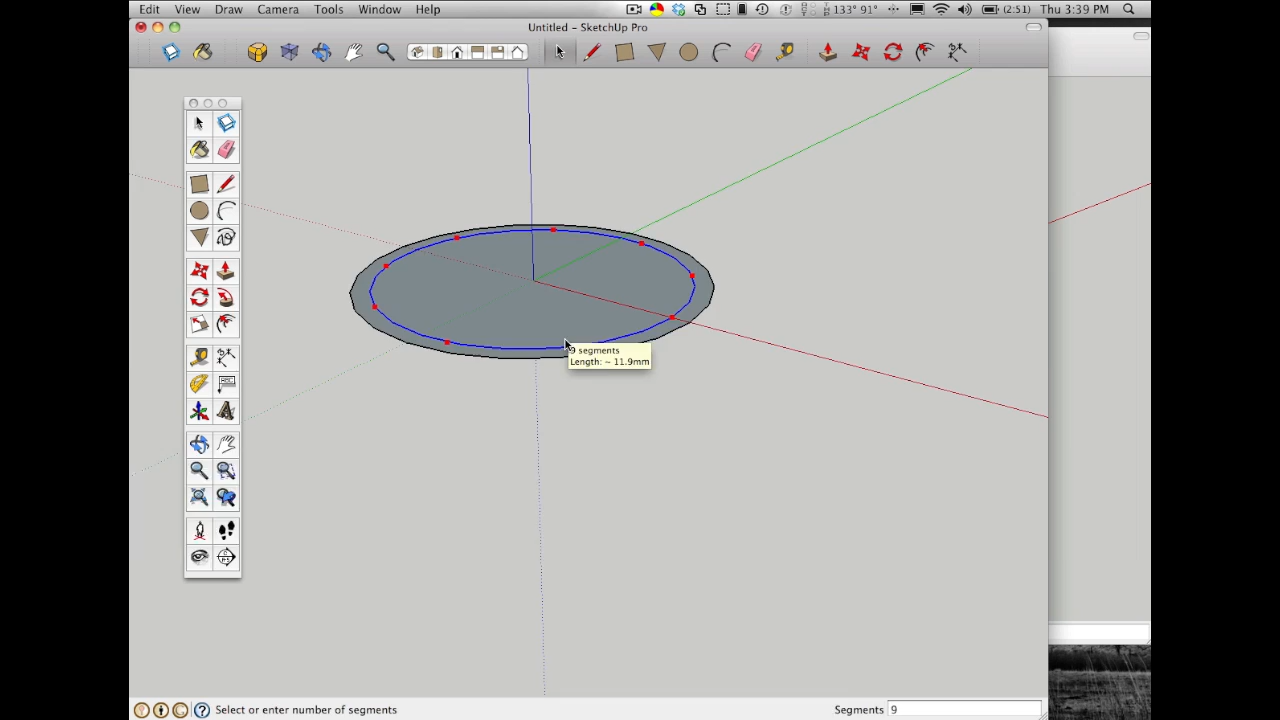 Edit View Draw Camera Tools Window Help
133° 91° (2:51) Thu 3:39 PM
Untitled - SketchUp Pro
9 segments
Length: ~ 11.9mm
Select or enter number of segments
Segments 9